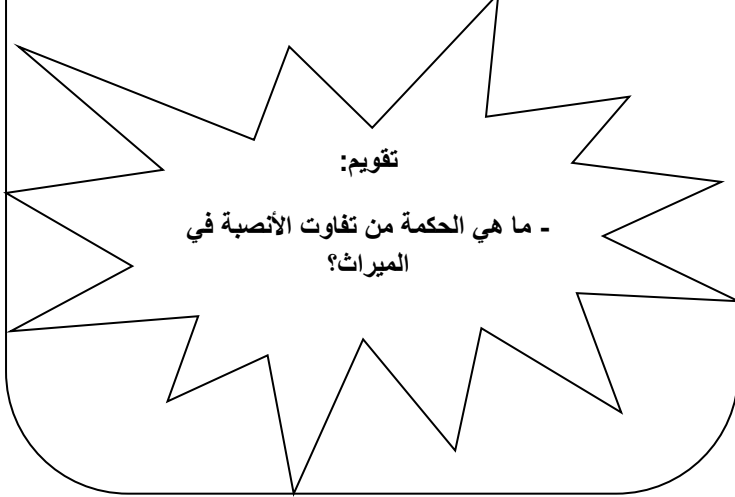 تقويم:
- ما هي الحكمة من تفاوت الأنصبة في
الميراث؟